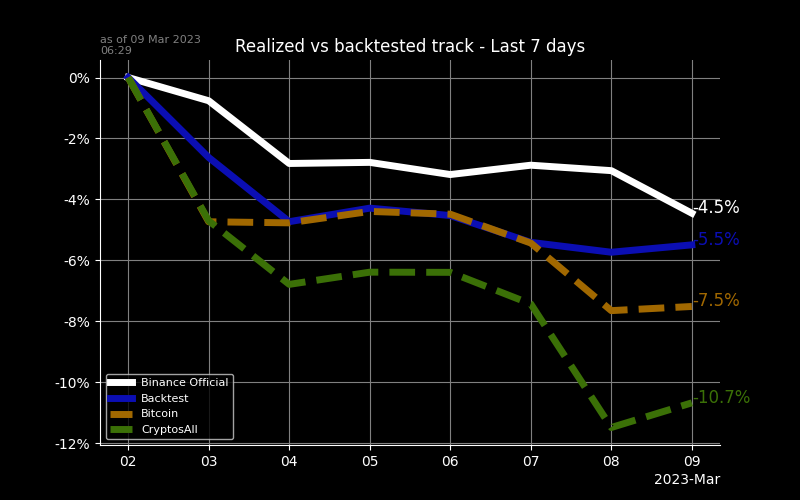 as of 09 Mar 2023
06:29
Realized vs backtested track - Last 7 days
0%
-2%
-4%
-6%
-8%
-10%
-12%
-4.5%
-5.5%
-7.5%
-10.7%
Binance Official
Backtest
Bitcoin
CryptosAll
02 03 04 05 06 07 08 09
2023-Mar